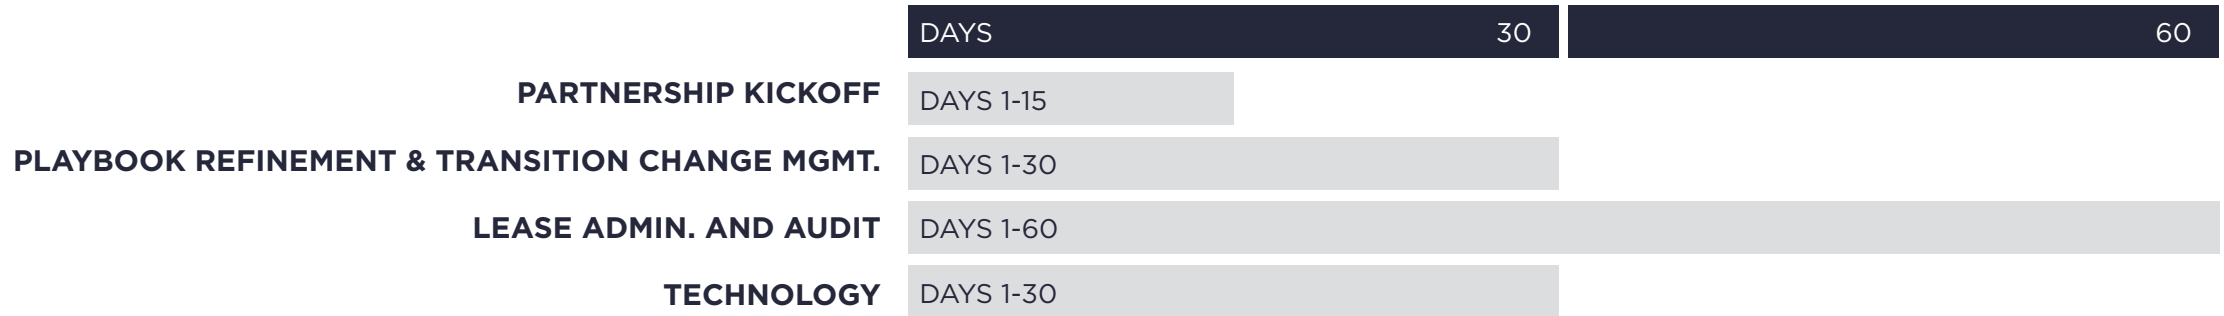 DAYS 30 60
PARTNERSHIP KICKOFF DAYS 1-15
PLAYBOOK REFINEMENT & TRANSITION CHANGE MGMT. DAYS 1-30
LEASE ADMIN. AND AUDIT DAYS 1-60
TECHNOLOGY DAYS 1-30